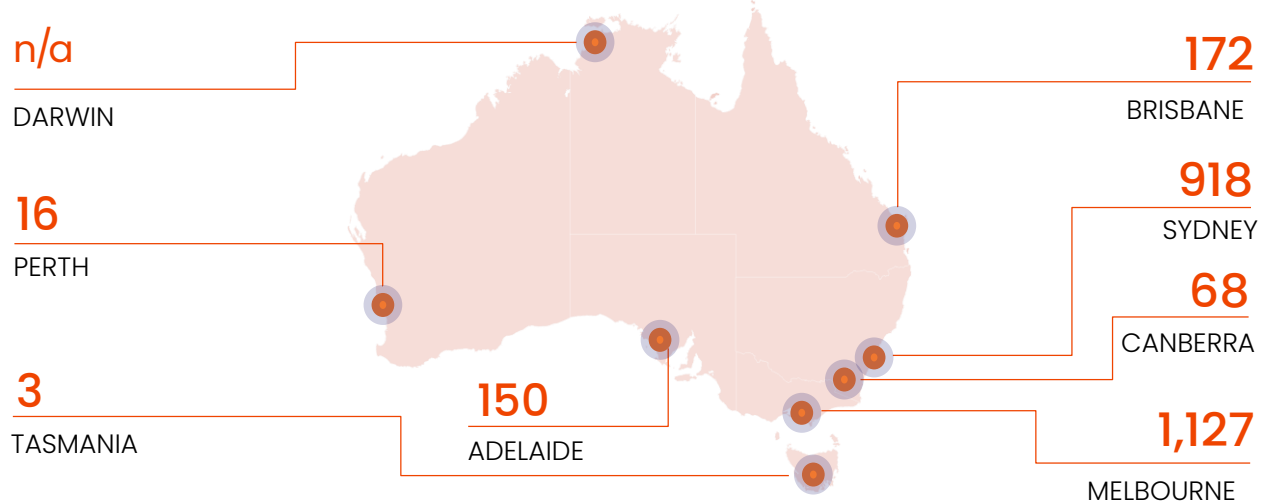 n/a
DARWIN
16
PERTH
3
TASMANIA
150
ADELAIDE
172
BRISBANE
918
SYDNEY
68
CANBERRA
1,127
MELBOURNE